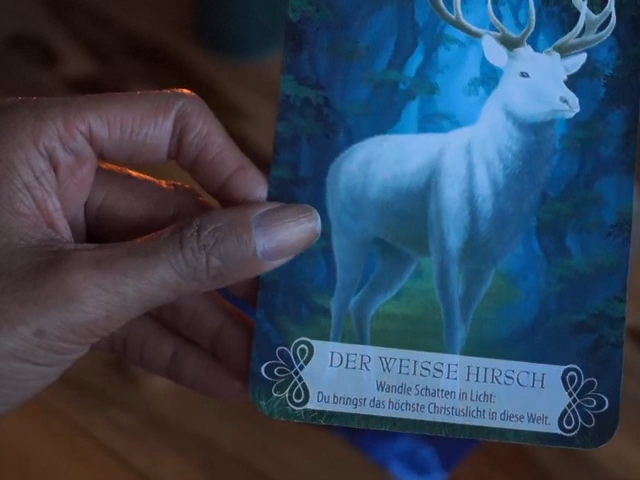 DER WEISSE HIRSCH
Wandle Schatten in Licht:
Du bringst das höchste Christuslicht in diese Welt.